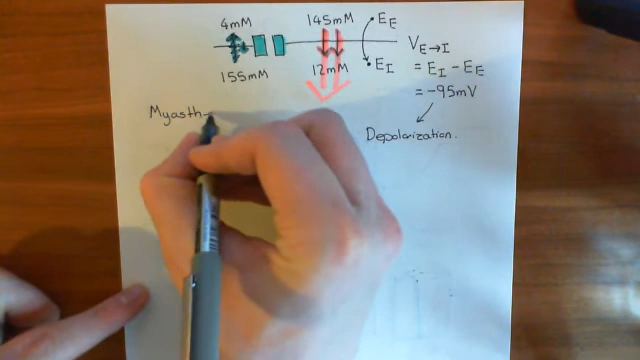 4mM
145mM
E_E
155mM
12mM
E_I
V_E→I
= E_I - E_E
= -95mV
Depolarization.
Myasth